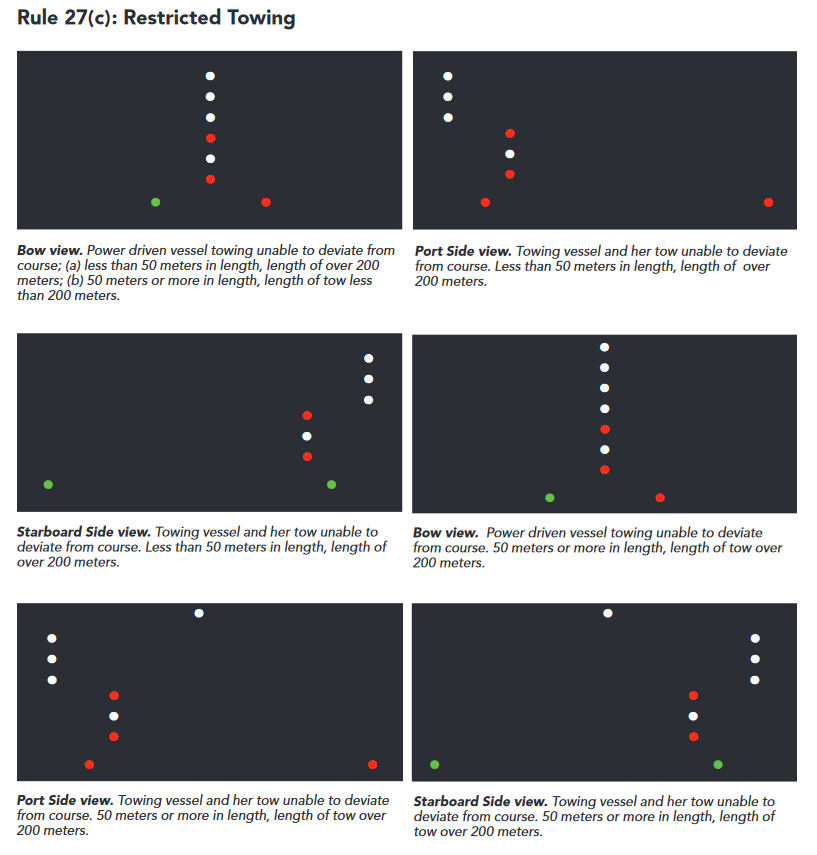 Rule 27(c): Restricted Towing
Bow view. Power driven vessel towing unable to deviate from
course; (a) less than 50 meters in length, length of over 200
meters; (b) 50 meters or more in length, length of tow less
than 200 meters.
Port Side view. Towing vessel and her tow unable to deviate
from course. Less than 50 meters in length, length of over
200 meters.
Starboard Side view. Towing vessel and her tow unable to
deviate from course. Less than 50 meters in length, length of
over 200 meters.
Bow view. Power driven vessel towing unable to deviate
from course. 50 meters or more in length, length of tow over
200 meters.
Port Side view. Towing vessel and her tow unable to deviate
from course. 50 meters or more in length, length of tow over
200 meters.
Starboard Side view. Towing vessel and her tow unable to
deviate from course. 50 meters or more in length, length of
tow over 200 meters.